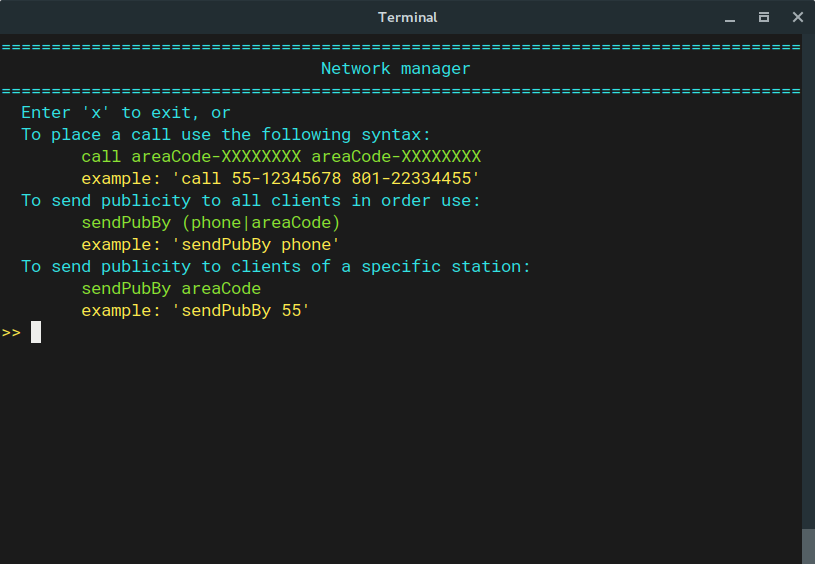 Terminal
================================================================================
Network manager
================================================================================
Enter 'x' to exit, or
To place a call use the following syntax:
call areaCode-XXXXXXXX areaCode-XXXXXXXX
example: 'call 55-12345678 801-22334455'
To send publicity to all clients in order use:
sendPubBy (phone|areaCode)
example: 'sendPubBy phone'
To send publicity to clients of a specific station:
sendPubBy areaCode
example: 'sendPubBy 55'
>>